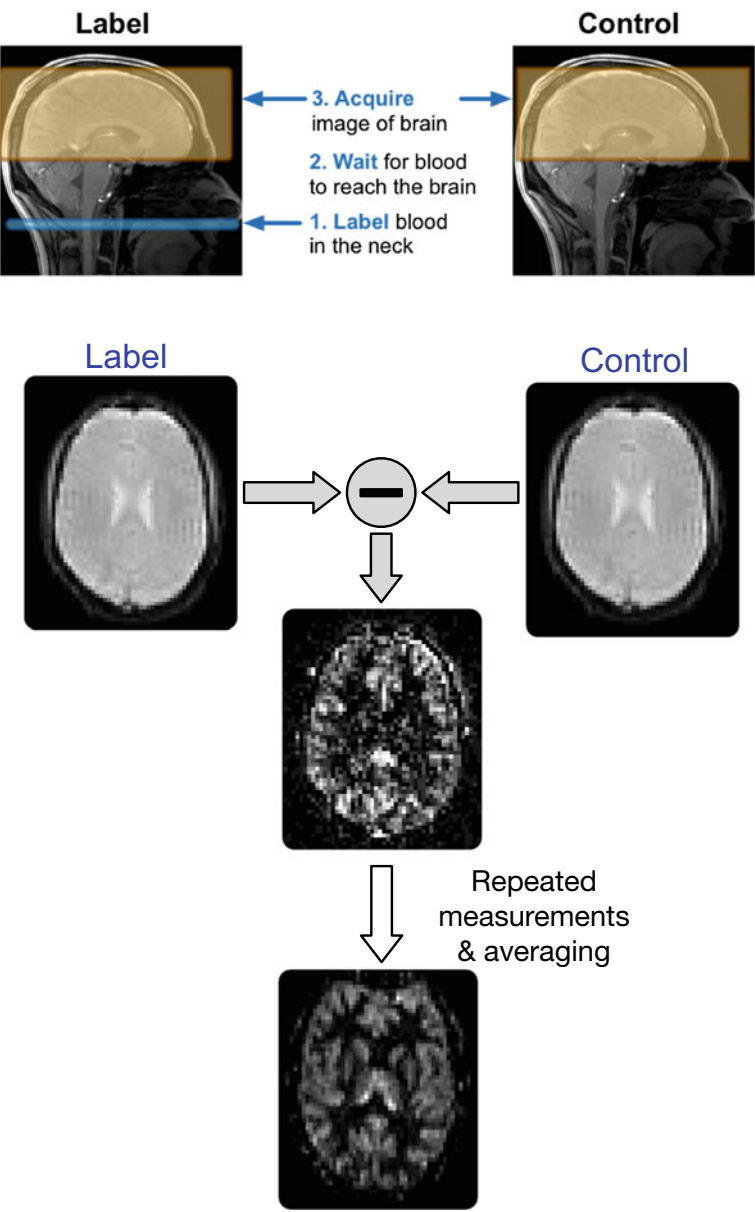 Label
Control
3. Acquire
image of brain
2. Wait for blood
to reach the brain
1. Label blood
in the neck
Label
Control
Repeated
measurements
& averaging